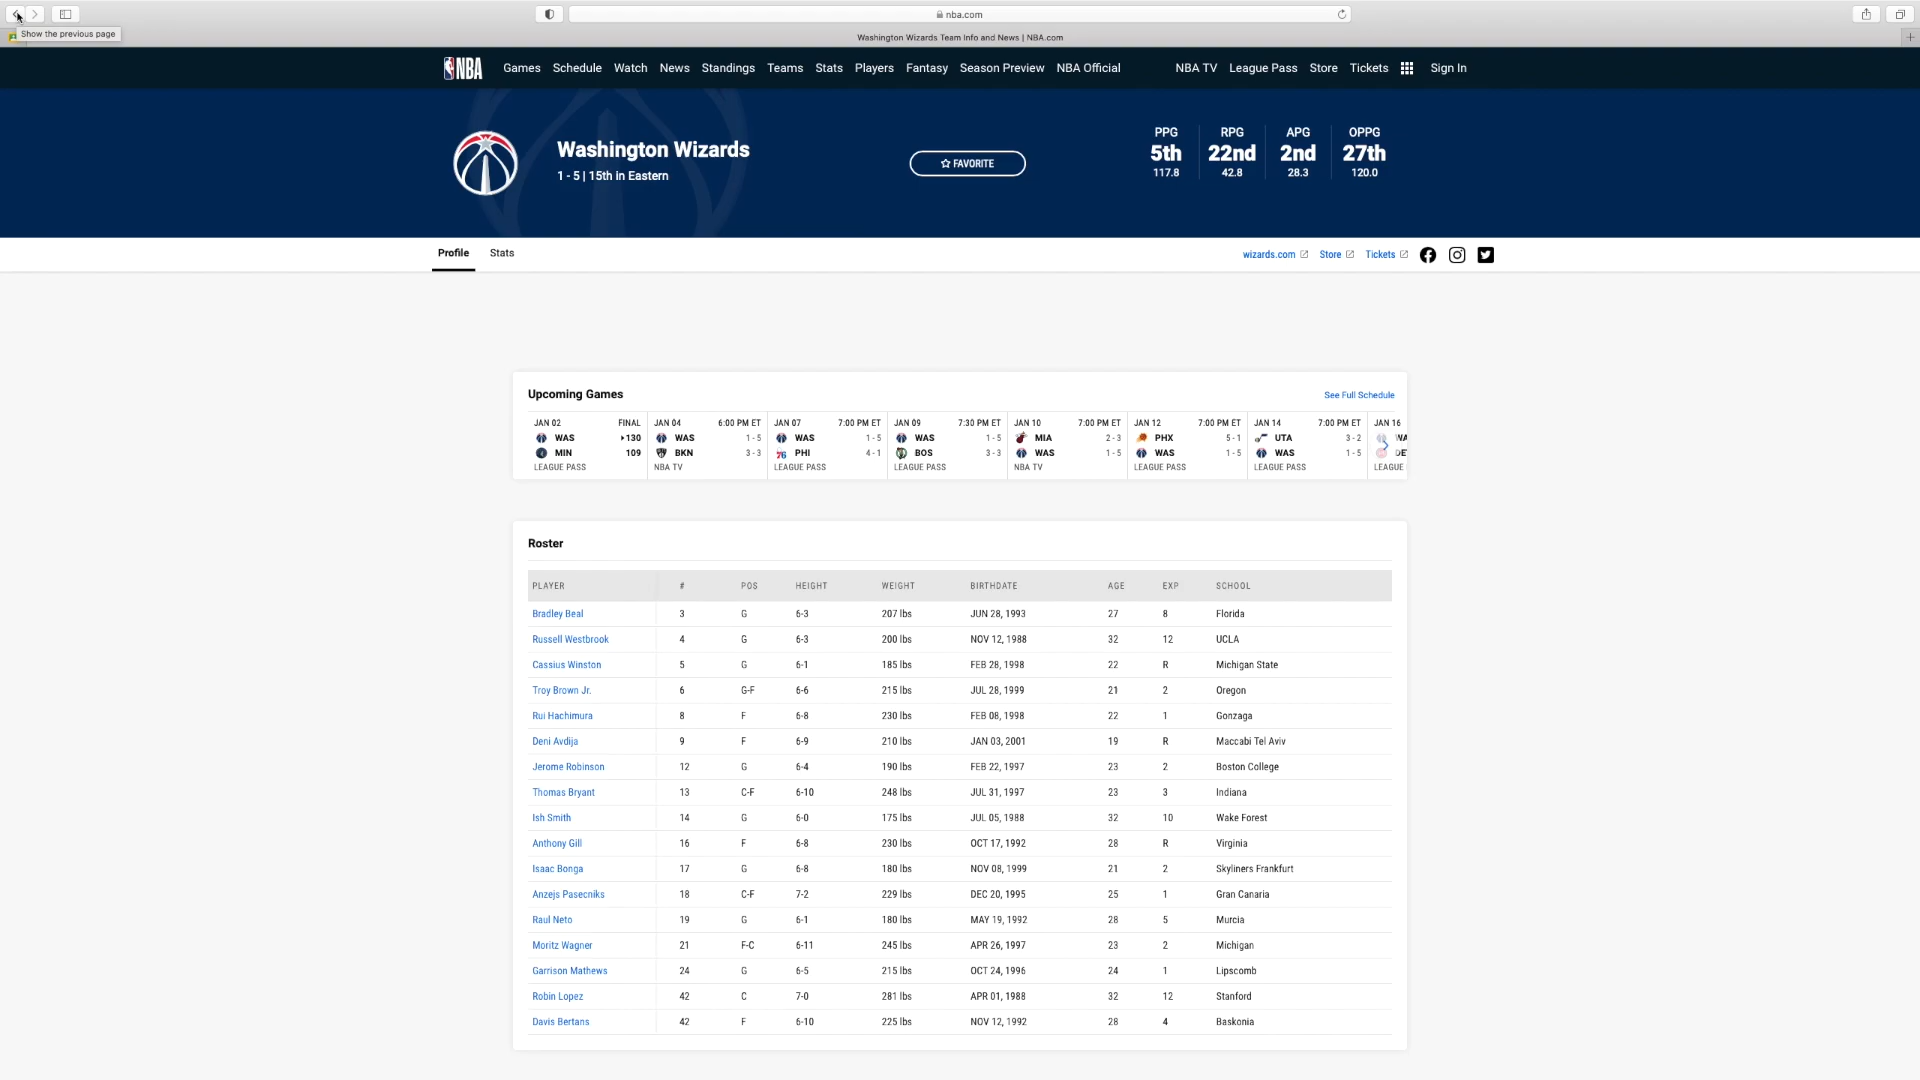 nba.com
Show the previous page
Washington Wizards Team Info and News | NBA.com
NBA Games Schedule Watch News Standings Teams Stats Players Fantasy Season Preview NBA Official NBA TV League Pass Store Tickets Sign In
Washington Wizards
1 - 5 | 15th in Eastern
FAVORITE
PPG RPG APG OPPG
5th 22nd 2nd 27th
117.8 42.8 28.3 120.0
Profile Stats wizards.com Store Tickets
Upcoming Games See Full Schedule
JAN 02 FINAL JAN 04 6:00 PM ET JAN 07 7:00 PM ET JAN 09 7:30 PM ET JAN 10 7:00 PM ET JAN 12 7:00 PM ET JAN 14 7:00 PM ET JAN 16
WAS 130 WAS 1 - 5 WAS 1 - 5 WAS 1 - 5 MIA 2 - 3 PHX 5 - 1 UTA 3 - 2 WA
MIN 109 BKN 3 - 3 PHI 4 - 1 BOS 3 - 3 WAS 1 - 5 WAS 1 - 5 WAS 1 - 5 DE
LEAGUE PASS NBA TV LEAGUE PASS LEAGUE PASS NBA TV LEAGUE PASS LEAGUE PASS LEAGUE
Roster
PLAYER # POS HEIGHT WEIGHT BIRTHDATE AGE EXP SCHOOL
Bradley Beal 3 G 6-3 207 lbs JUN 28, 1993 27 8 Florida
Russell Westbrook 4 G 6-3 200 lbs NOV 12, 1988 32 12 UCLA
Cassius Winston 5 G 6-1 185 lbs FEB 28, 1998 22 R Michigan State
Troy Brown Jr. 6 G-F 6-6 215 lbs JUL 28, 1999 21 2 Oregon
Rui Hachimura 8 F 6-8 230 lbs FEB 08, 1998 22 1 Gonzaga
Deni Avdija 9 F 6-9 210 lbs JAN 03, 2001 19 R Maccabi Tel Aviv
Jerome Robinson 12 G 6-4 190 lbs FEB 22, 1997 23 2 Boston College
Thomas Bryant 13 C-F 6-10 248 lbs JUL 31, 1997 23 3 Indiana
Ish Smith 14 G 6-0 175 lbs JUL 05, 1988 32 10 Wake Forest
Anthony Gill 16 F 6-8 230 lbs OCT 17, 1992 28 R Virginia
Isaac Bonga 17 G 6-8 180 lbs NOV 08, 1999 21 2 Skyliners Frankfurt
Anzejs Pasecniks 18 C-F 7-2 229 lbs DEC 20, 1995 25 1 Gran Canaria
Raul Neto 19 G 6-1 180 lbs MAY 19, 1992 28 5 Murcia
Moritz Wagner 21 F-C 6-11 245 lbs APR 26, 1997 23 2 Michigan
Garrison Mathews 24 G 6-5 215 lbs OCT 24, 1996 24 1 Lipscomb
Robin Lopez 42 C 7-0 281 lbs APR 01, 1988 32 12 Stanford
Davis Bertans 42 F 6-10 225 lbs NOV 12, 1992 28 4 Baskonia